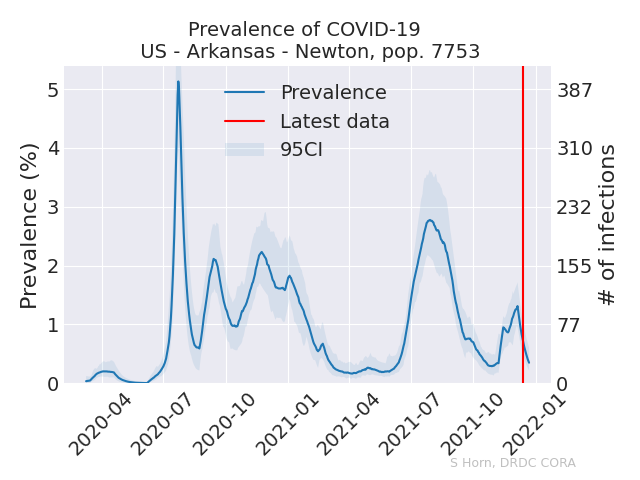 Prevalence of COVID-19
US - Arkansas - Newton, pop. 7753
Prevalence
Latest data
95CI
Prevalence (%)
5
4
3
2
1
0
387
310
232
155
77
0
# of infections
2020-04
2020-07
2020-10
2021-01
2021-04
2021-07
2021-10
2022-01
S Horn, DRDC CORA